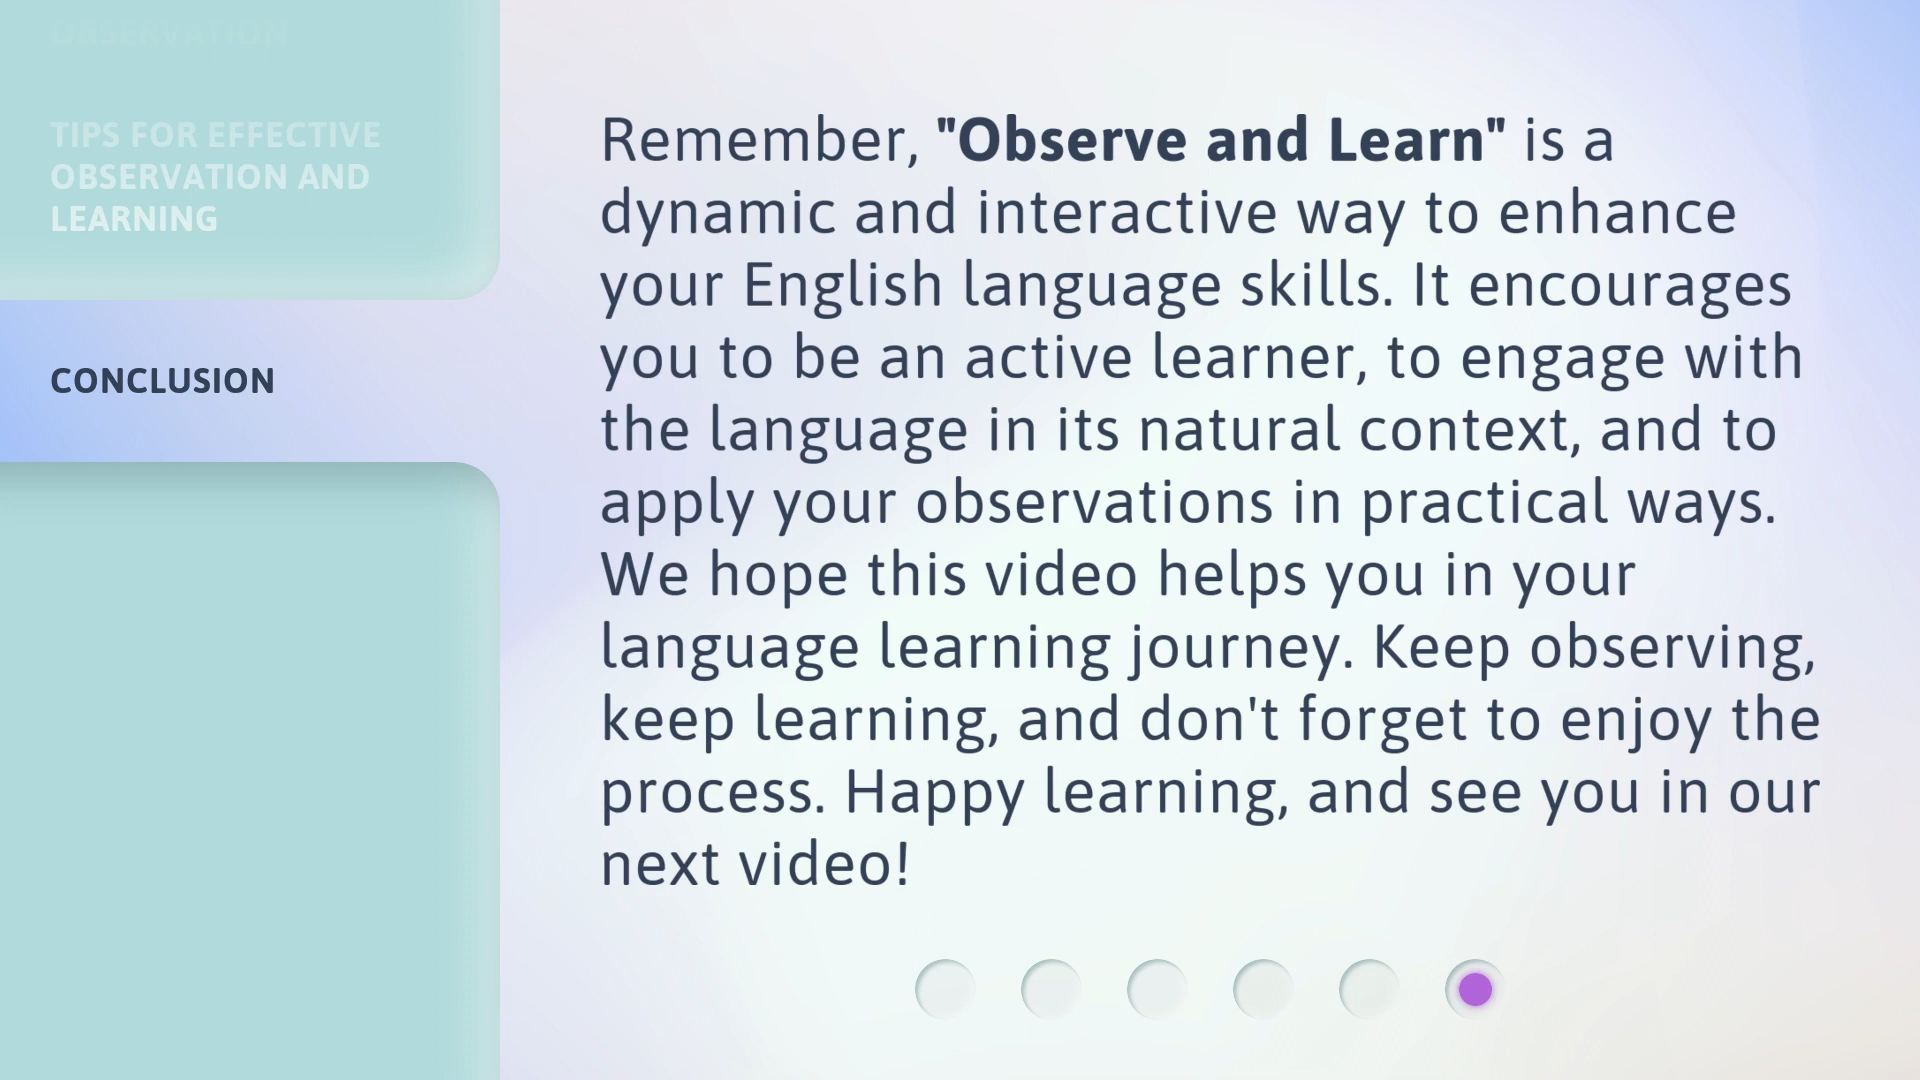 OBSERVATION
TIPS FOR EFFECTIVE
OBSERVATION AND
LEARNING
CONCLUSION
Remember, "Observe and Learn" is a
dynamic and interactive way to enhance
your English language skills. It encourages
you to be an active learner, to engage with
the language in its natural context, and to
apply your observations in practical ways.
We hope this video helps you in your
language learning journey. Keep observing,
keep learning, and don't forget to enjoy the
process. Happy learning, and see you in our
next video!